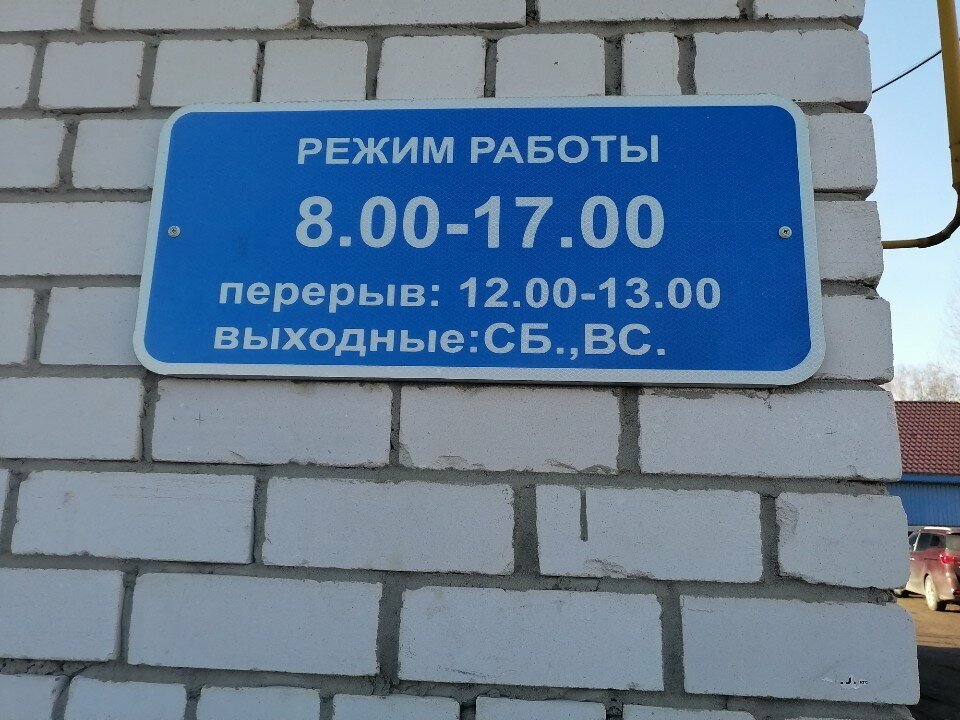 РЕЖИМ РАБОТЫ
8.00-17.00
перерыв: 12.00-13.00
выходные:СБ.,ВС.